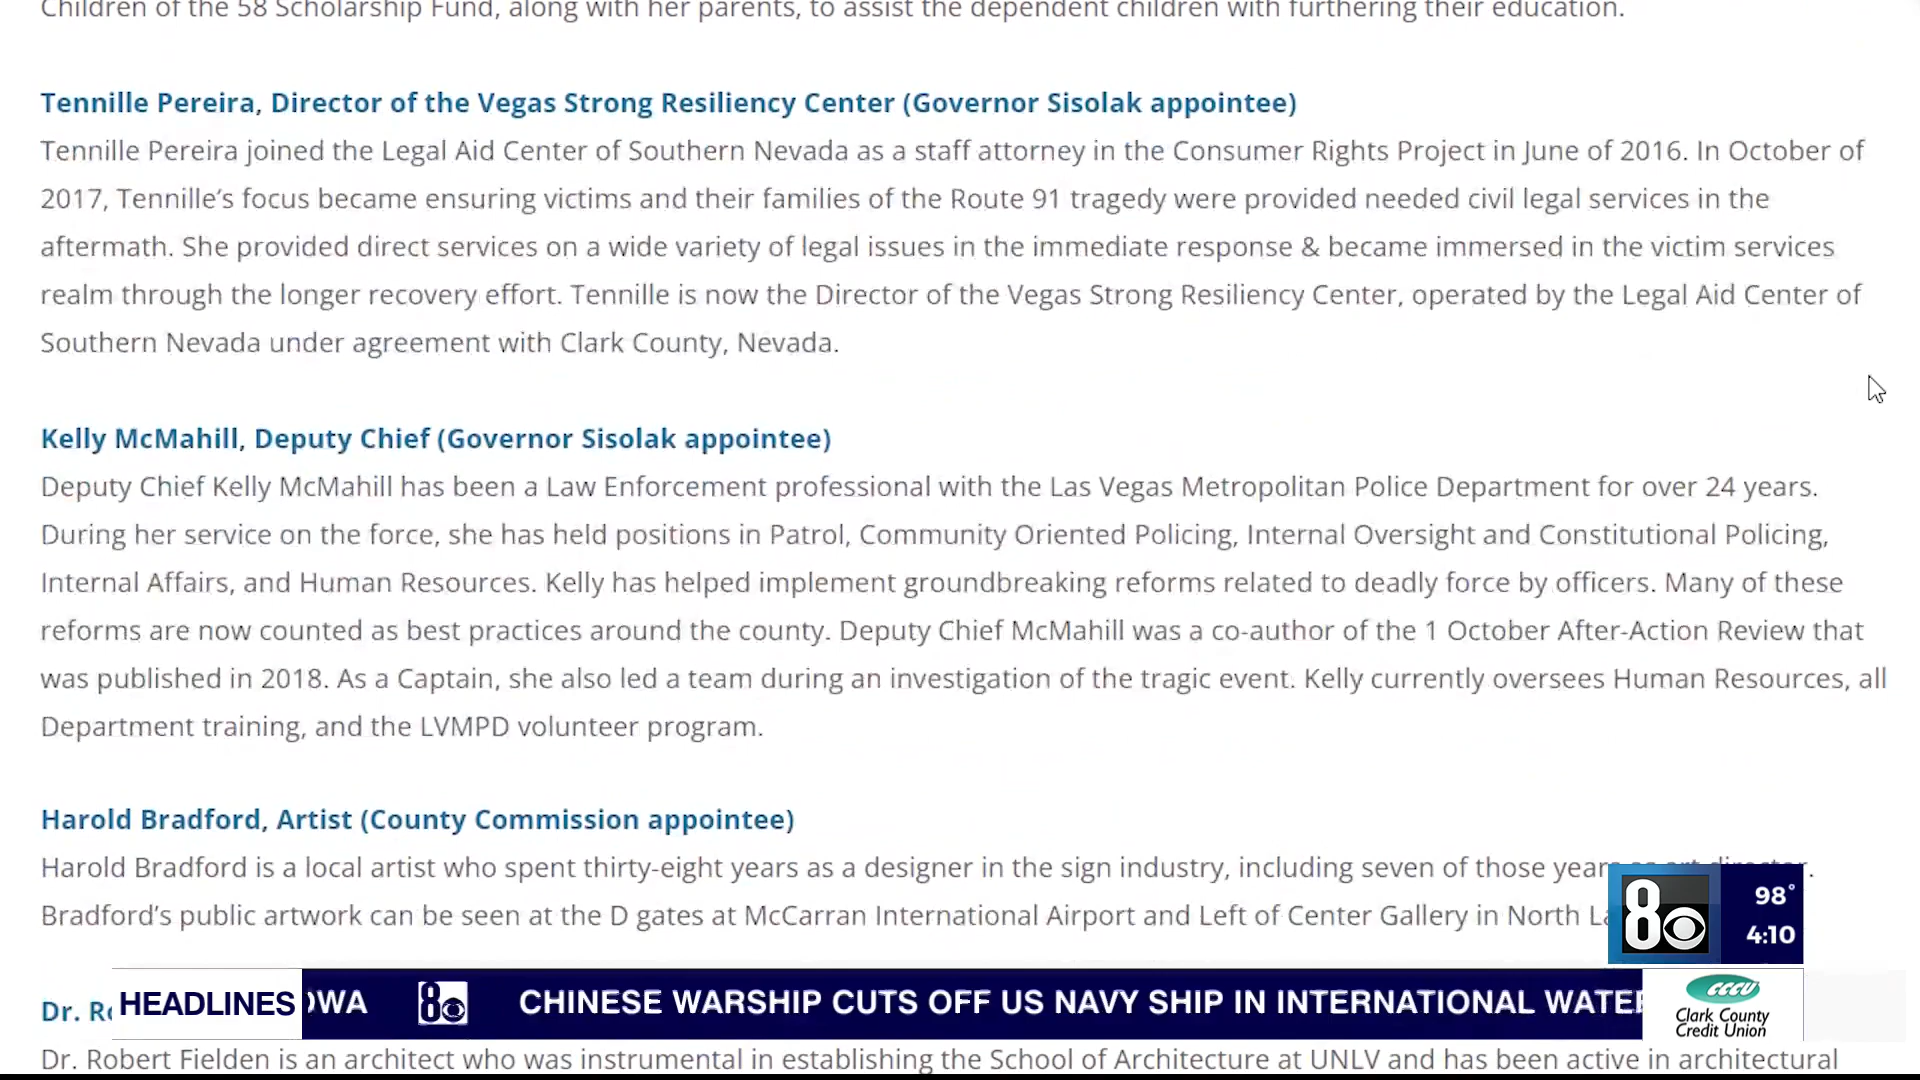 Children of the 58 Scholarship Fund, along with her parents, to assist the dependent children with furthering their education.
Tennille Pereira, Director of the Vegas Strong Resiliency Center (Governor Sisolak appointee)
Tennille Pereira joined the Legal Aid Center of Southern Nevada as a staff attorney in the Consumer Rights Project in June of 2016. In October of
2017, Tennille’s focus became ensuring victims and their families of the Route 91 tragedy were provided needed civil legal services in the
aftermath. She provided direct services on a wide variety of legal issues in the immediate response & became immersed in the victim services
realm through the longer recovery effort. Tennille is now the Director of the Vegas Strong Resiliency Center, operated by the Legal Aid Center of
Southern Nevada under agreement with Clark County, Nevada.
Kelly McMahill, Deputy Chief (Governor Sisolak appointee)
Deputy Chief Kelly McMahill has been a Law Enforcement professional with the Las Vegas Metropolitan Police Department for over 24 years.
During her service on the force, she has held positions in Patrol, Community Oriented Policing, Internal Oversight and Constitutional Policing,
Internal Affairs, and Human Resources. Kelly has helped implement groundbreaking reforms related to deadly force by officers. Many of these
reforms are now counted as best practices around the county. Deputy Chief McMahill was a co-author of the 1 October After-Action Review that
was published in 2018. As a Captain, she also led a team during an investigation of the tragic event. Kelly currently oversees Human Resources, all
Department training, and the LVMPD volunteer program.
Harold Bradford, Artist (County Commission appointee)
Harold Bradford is a local artist who spent thirty-eight years as a designer in the sign industry, including seven of those years as art director.
Bradford’s public artwork can be seen at the D gates at McCarran International Airport and Left of Center Gallery in North
8 98°
4:10
Dr.
HEADLINES OWA 8 CHINESE WARSHIP CUTS OFF US NAVY SHIP IN INTERNATIONAL WATER
CCCU
Clark County
Credit Union
Dr. Robert Fielden is an architect who was instrumental in establishing the School of Architecture at UNLV and has been active in architectural